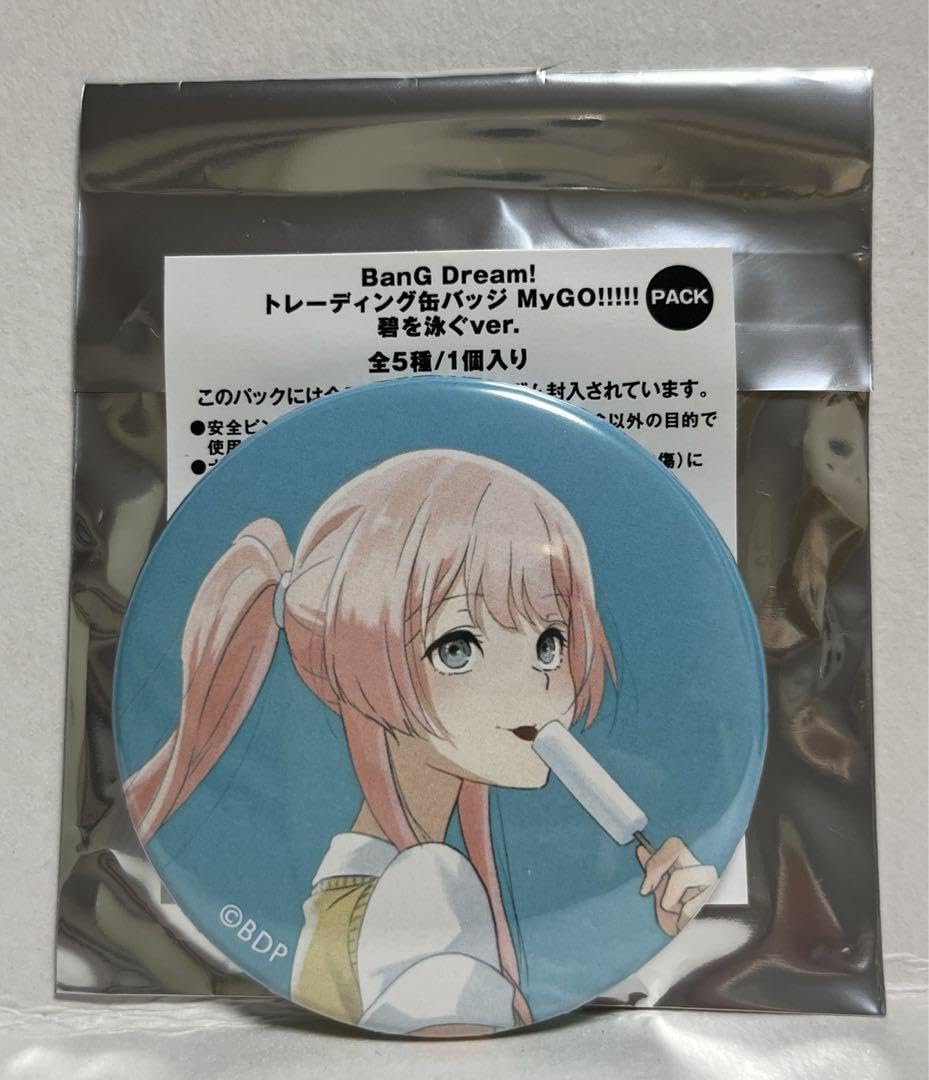 BanG Dream!
トレーディング缶バッジ MyGO!!!!! PACK
碧を泳ぐver.
全5種/1個入り
このパックには 封入されています。
●安全ピン 以外の目的で
使用
● 傷)に
©BDP